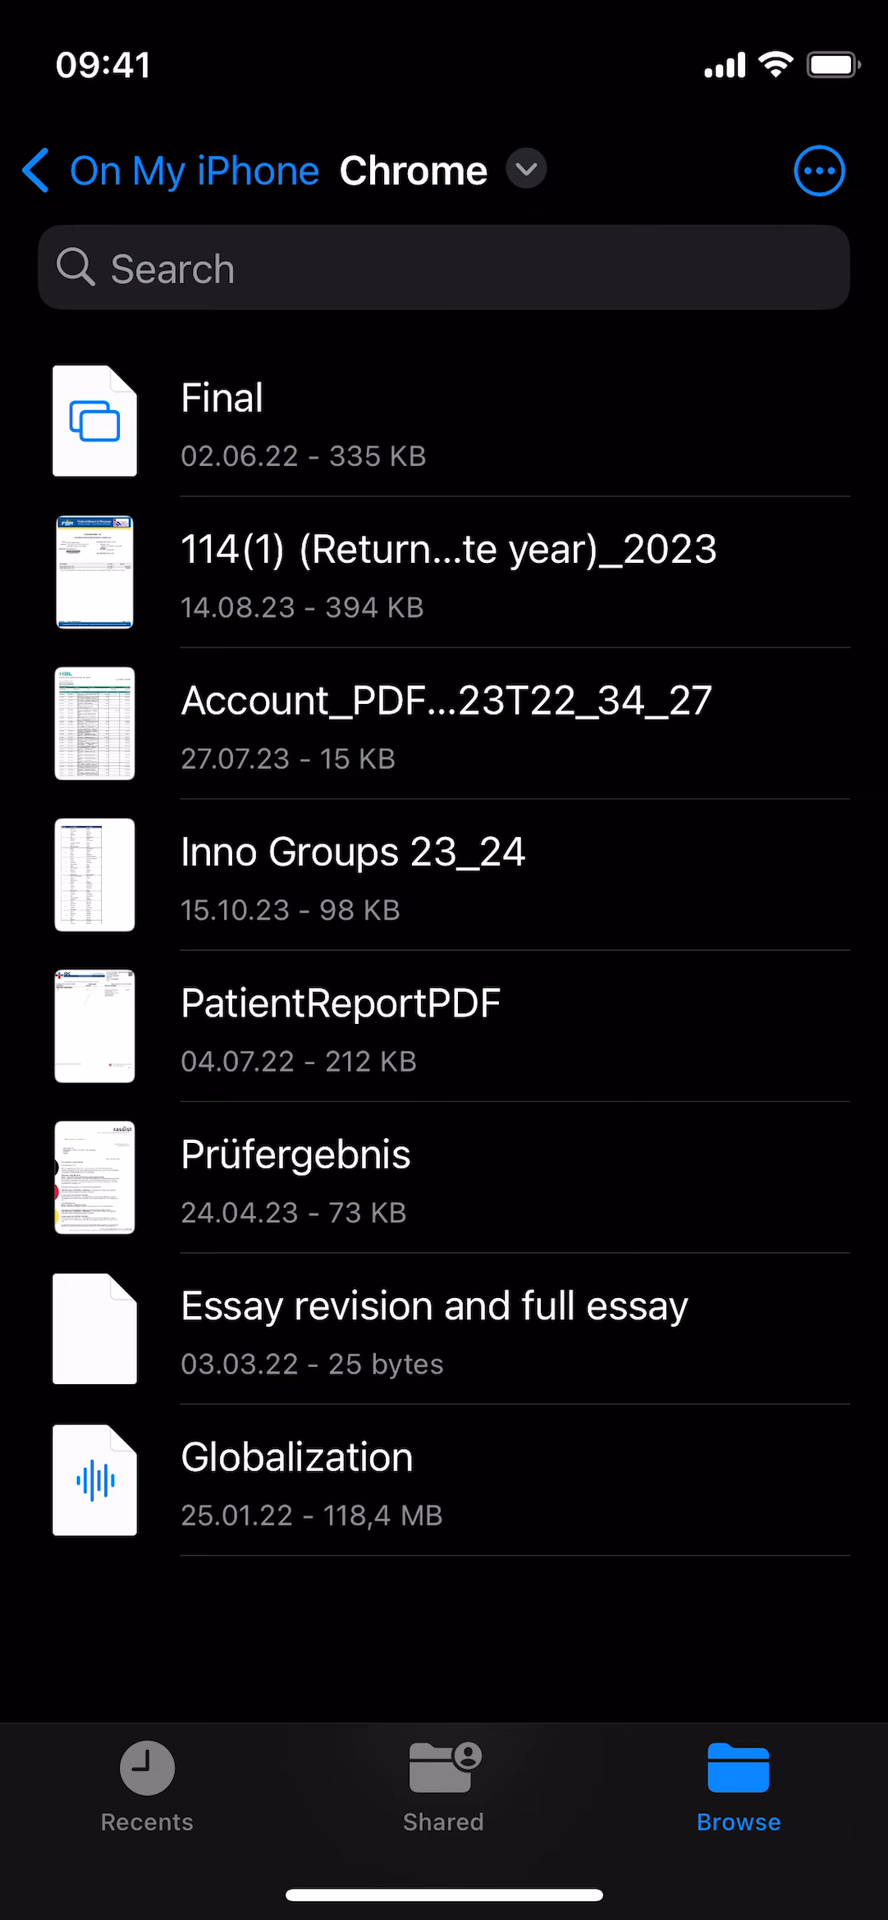 09:41
On My iPhone Chrome
Search
Final
02.06.22 - 335 KB
114(1) (Return...te year)_2023
14.08.23 - 394 KB
Account_PDF...23T22_34_27
27.07.23 - 15 KB
Inno Groups 23_24
15.10.23 - 98 KB
PatientReportPDF
04.07.22 - 212 KB
Prüfergebnis
24.04.23 - 73 KB
Essay revision and full essay
03.03.22 - 25 bytes
Globalization
25.01.22 - 118,4 MB
Recents Shared Browse